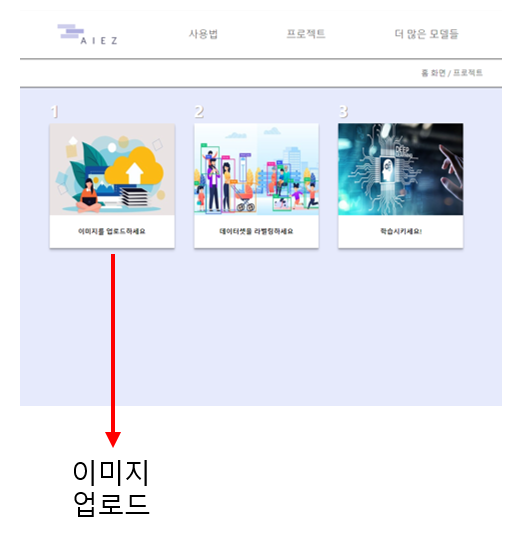 AIEZ
사용법
프로젝트
더 많은 모델들
홈 화면 / 프로젝트
1
2
3
DEEP
이미지를 업로드하세요
데이터셋을 라벨링하세요
학습시키세요!
이미지
업로드